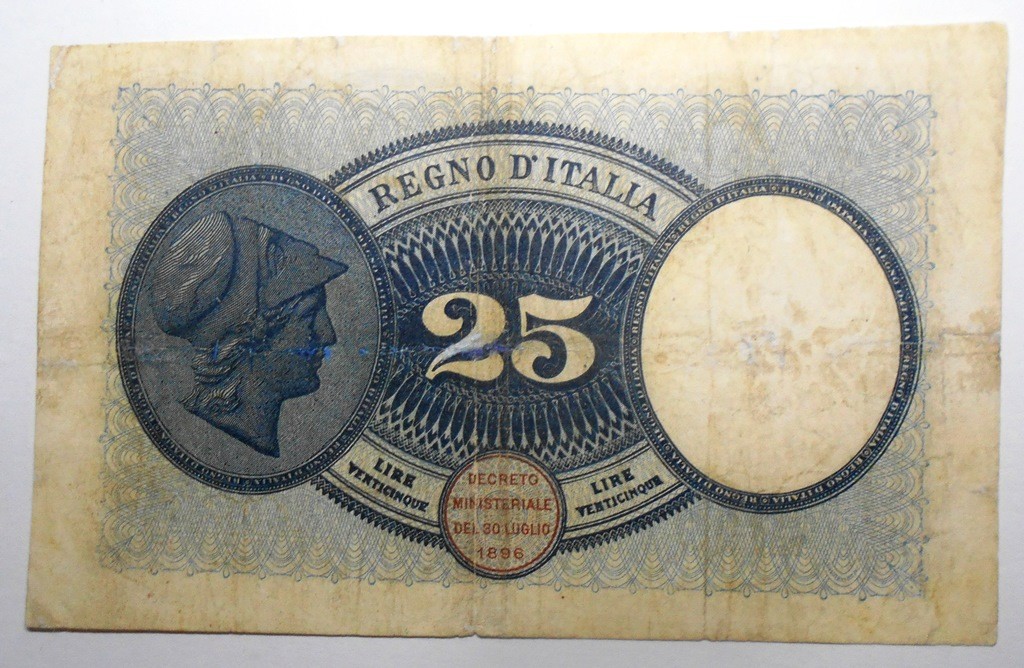 REGNO D'ITALIA
25
LIRE
VENTICINQUE
DECRETO
MINISTERIALE
DEL 30 LUGLIO
1896
LIRE
VENTICINQUE